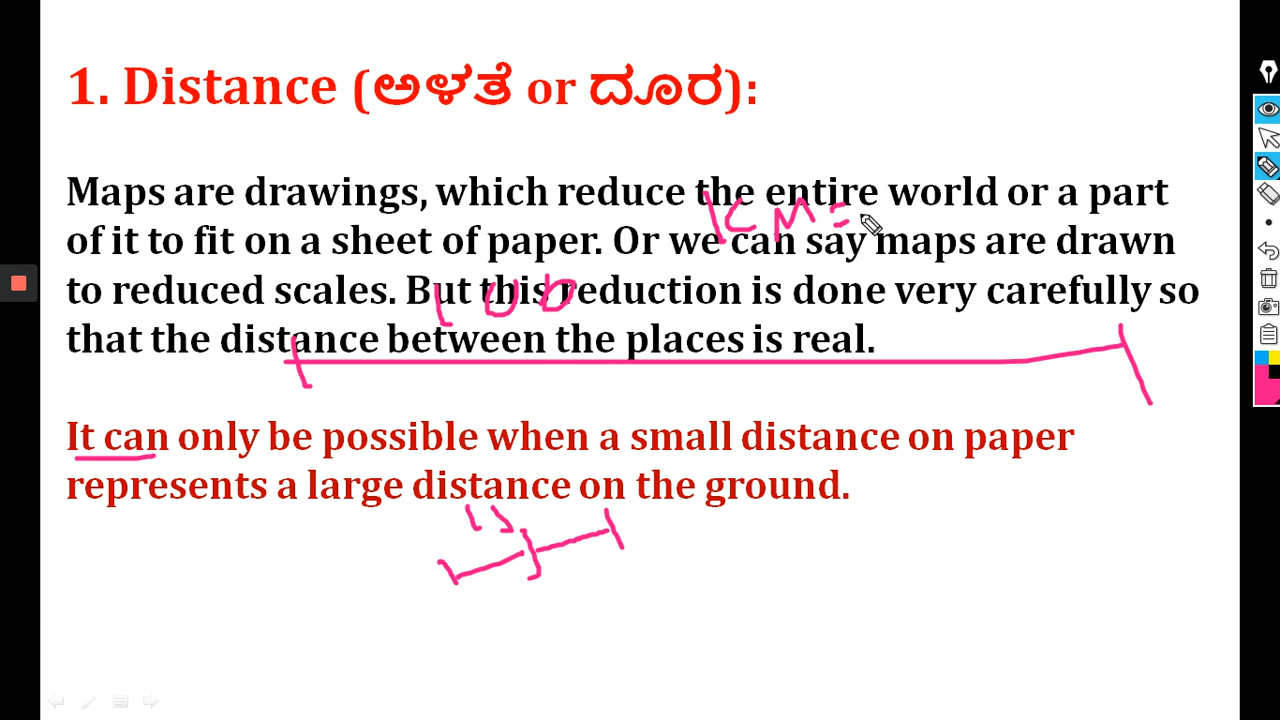 1. Distance (ಅಳತೆ or ದೂರ):
Maps are drawings, which reduce the entire world or a part
KM=
of it to fit on a sheet of paper. Or we can say maps are drawn
100
to reduced scales. But this reduction is done very carefully so
that the distance between the places is real.
It can only be possible when a small distance on paper
represents a large distance on the ground.